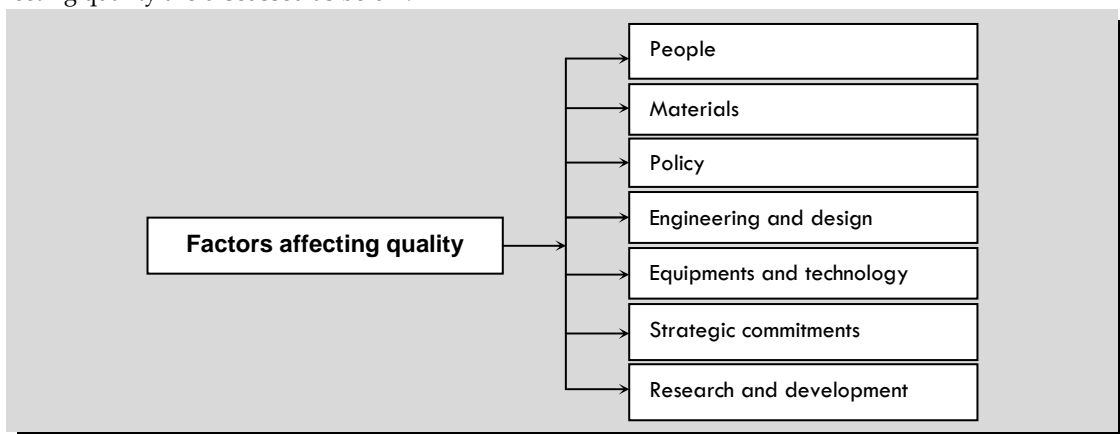 People
Materials
Policy
Engineering and design
Factors affecting quality
Equipments and technology
Strategic commitments
Research and development